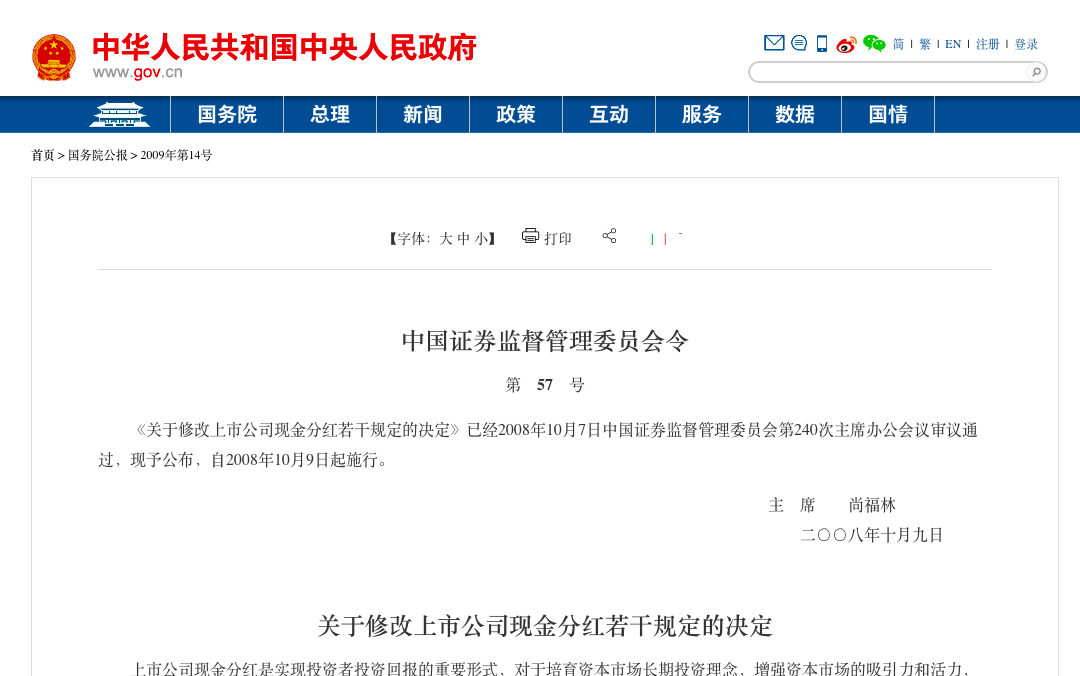 中华人民共和国中央人民政府
www.gov.cn
简 | 繁 | EN | 注册 | 登录
国务院 总理 新闻 政策 互动 服务 数据 国情
首页 > 国务院公报 > 2009年第14号
【字体：大 中 小】 打印
中国证券监督管理委员会令
第 57 号
《关于修改上市公司现金分红若干规定的决定》已经2008年10月7日中国证券监督管理委员会第240次主席办公会议审议通
过，现予公布，自2008年10月9日起施行。
主 席 尚福林
二〇〇八年十月九日
关于修改上市公司现金分红若干规定的决定
上市公司现金分红是实现投资者投资回报的重要形式，对于培育资本市场长期投资理念，增强资本市场的吸引力和活力，